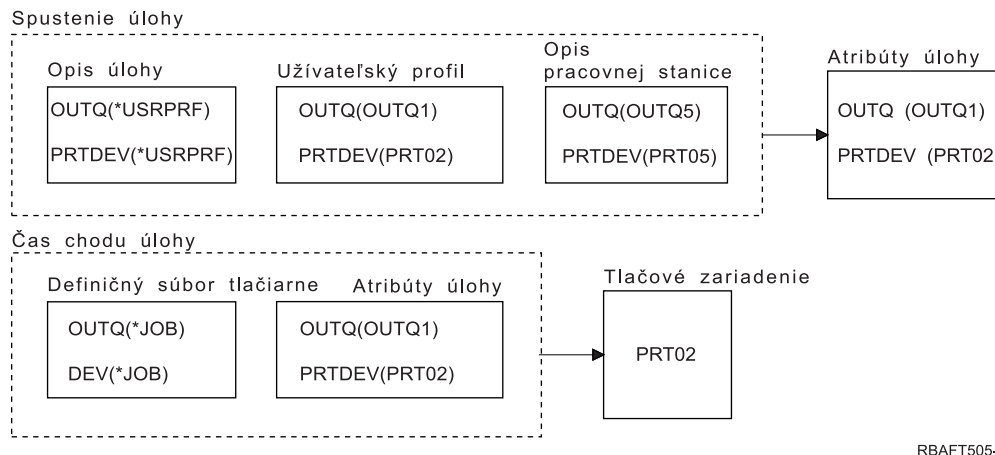 Spustenie úlohy
Opis úlohy
OUTQ(*USRPRF)
PRTDEV(*USRPRF)
Užívateľský profil
OUTQ(OUTQ1)
PRTDEV(PRT02)
Opis
pracovnej stanice
OUTQ(OUTQ5)
PRTDEV(PRT05)
Atribúty úlohy
OUTQ (OUTQ1)
PRTDEV (PRT02
Čas chodu úlohy
Definičný súbor tlačiarne
OUTQ(*JOB)
DEV(*JOB)
Atribúty úlohy
OUTQ(OUTQ1)
PRTDEV(PRT02)
Tlačové zariadenie
PRT02
RBAFT505-